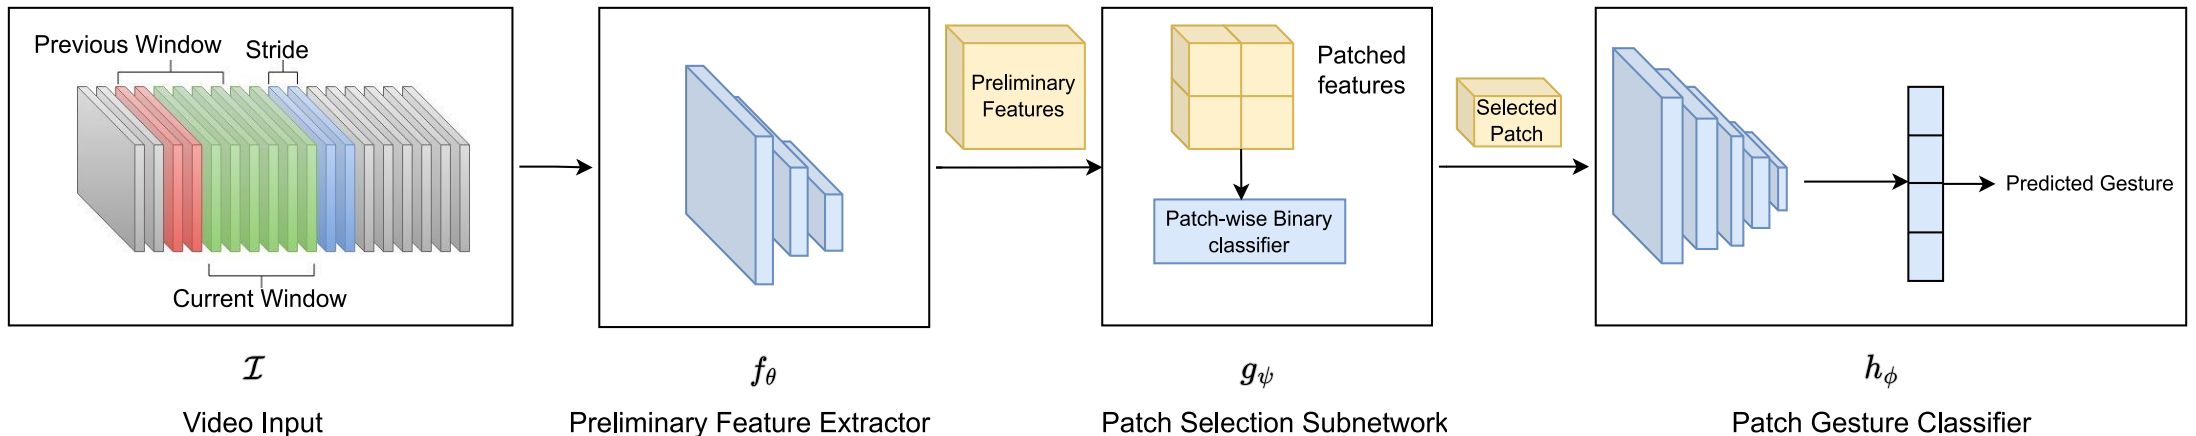 Previous Window
Stride
Current Window
Preliminary
Features
Patched
features
Patch-wise Binary
classifier
Selected
Patch
Predicted Gesture
𝓘
f_θ
g_ψ
h_ϕ
Video Input
Preliminary Feature Extractor
Patch Selection Subnetwork
Patch Gesture Classifier